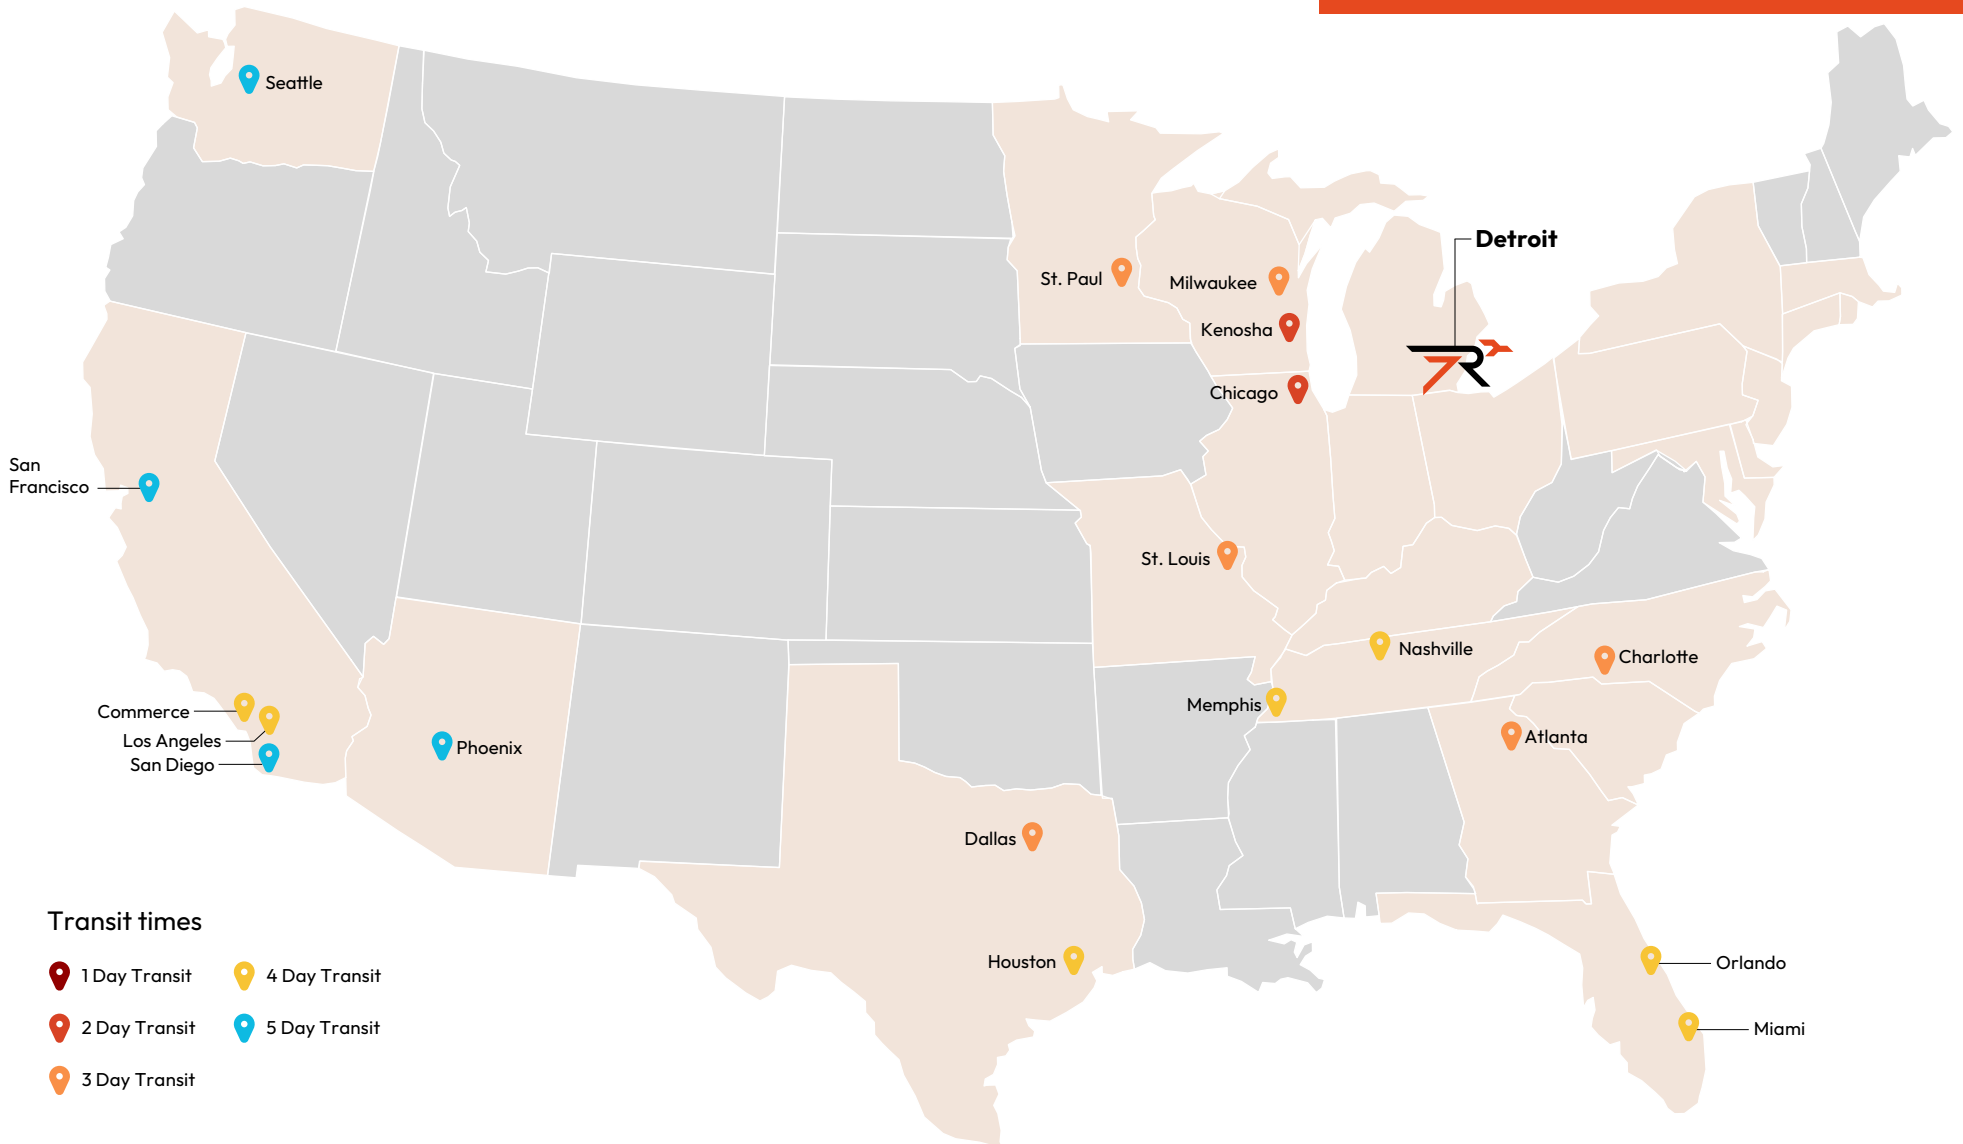 Seattle
Detroit
St. Paul
Milwaukee
Kenosha
Chicago
San
Francisco
St. Louis
Nashville
Charlotte
Memphis
Commerce
Los Angeles
San Diego
Phoenix
Atlanta
Dallas
Houston
Orlando
Miami
Transit times
1 Day Transit
4 Day Transit
2 Day Transit
5 Day Transit
3 Day Transit